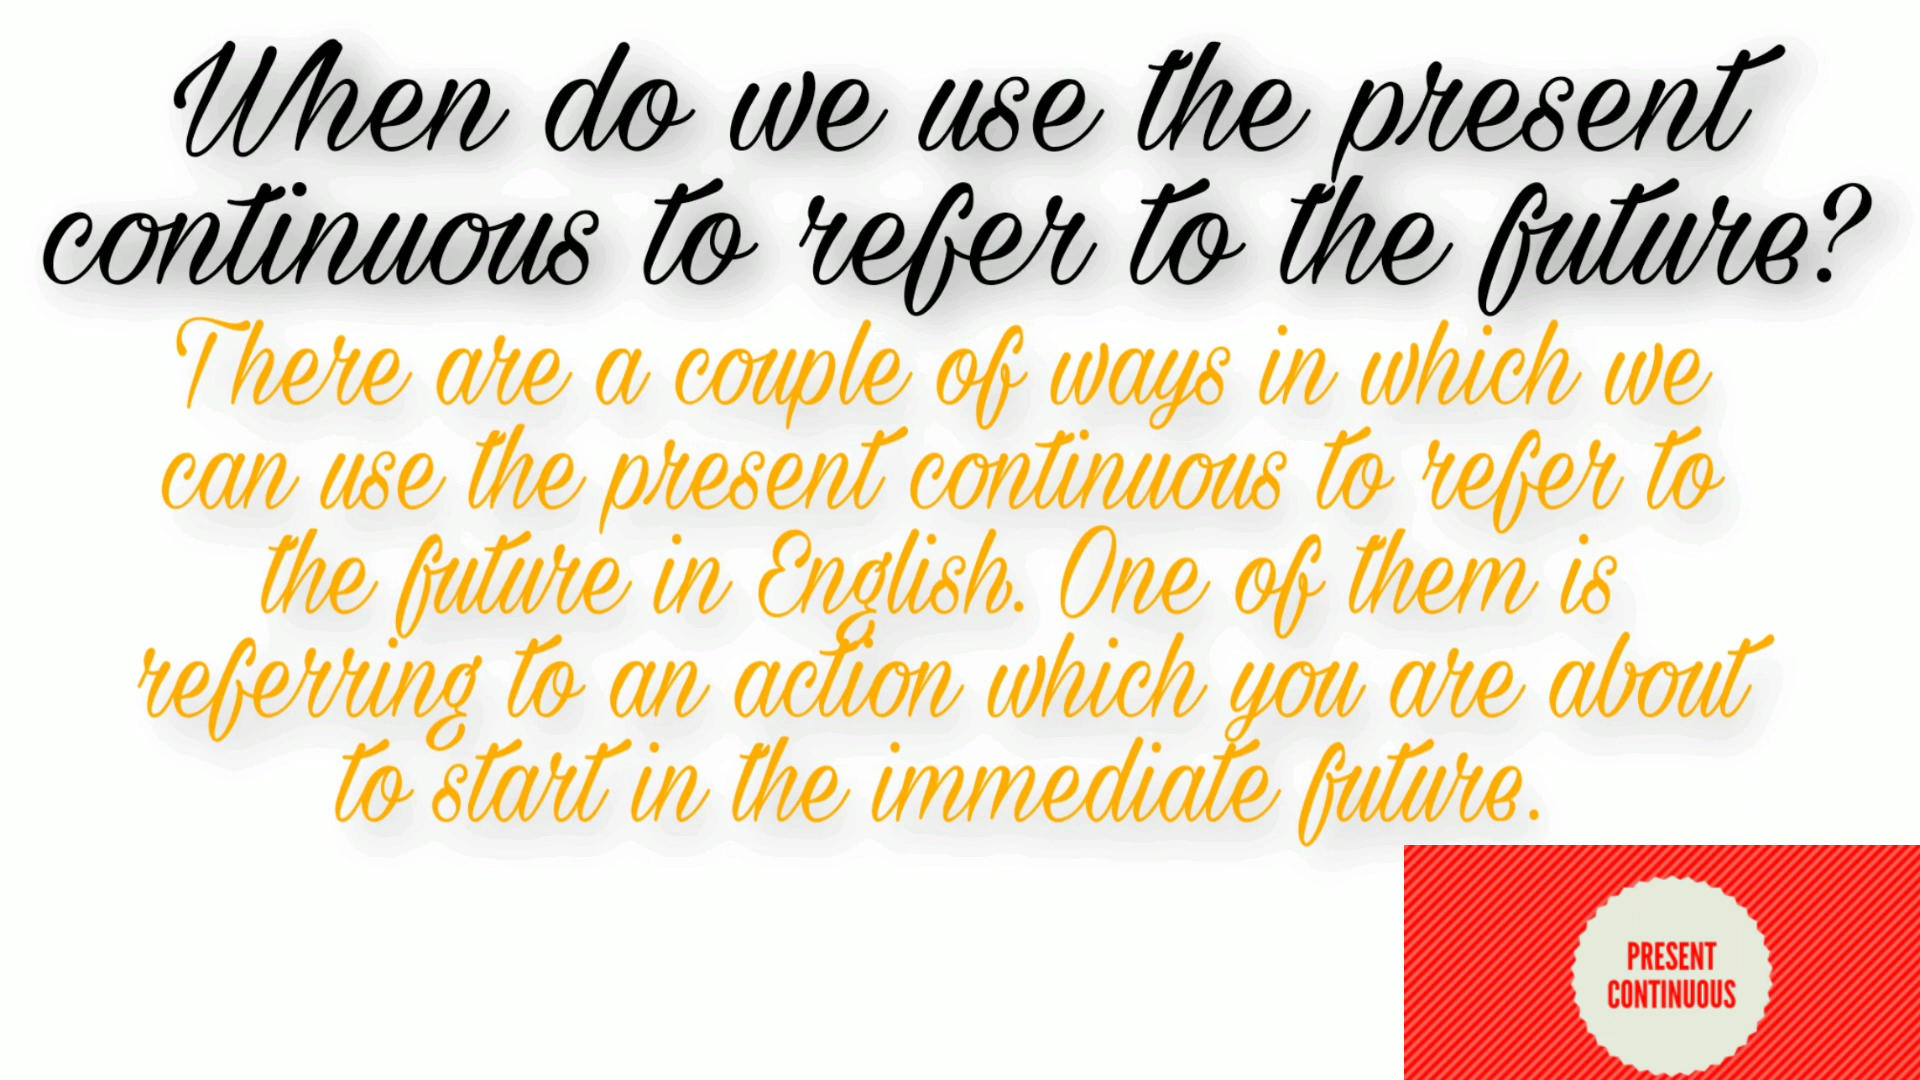 When do we use the present
continuous to refer to the future?
There are a couple of ways in which we
can use the present continuous to refer to
the future in English. One of them is
referring to an action which you are about
to start in the immediate future.
PRESENT
CONTINUOUS